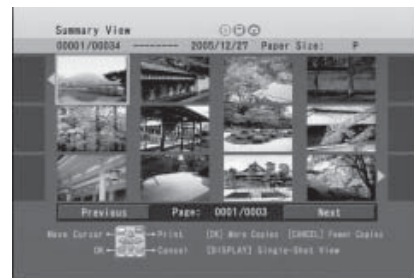 Summary View
00001/00034 -------- 2005/12/27 Paper Size: P
Previous Page: 0001/0003 Next
Move Cursor Print [OK] More Copies [CANCEL] Fewer Copies
OK Cancel [DISPLAY] Single-Shot View